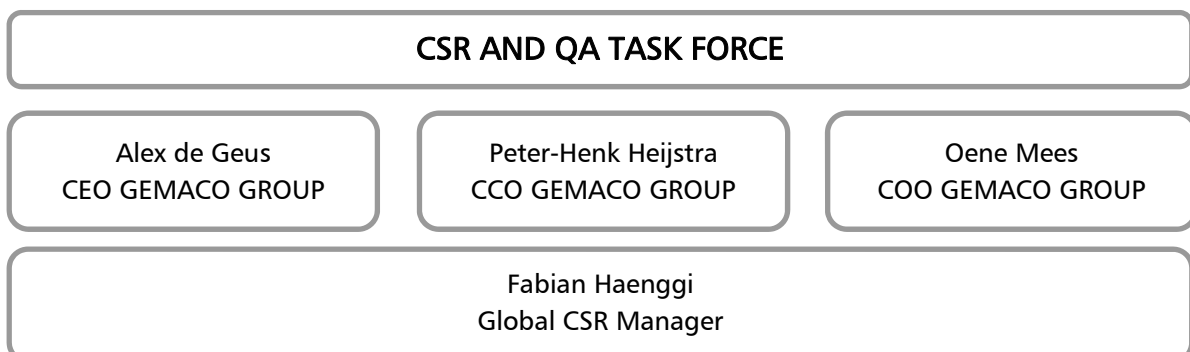 CSR AND QA TASK FORCE
Alex de Geus
CEO GEMACO GROUP
Peter-Henk Heijstra
CCO GEMACO GROUP
Oene Mees
COO GEMACO GROUP
Fabian Haenggi
Global CSR Manager